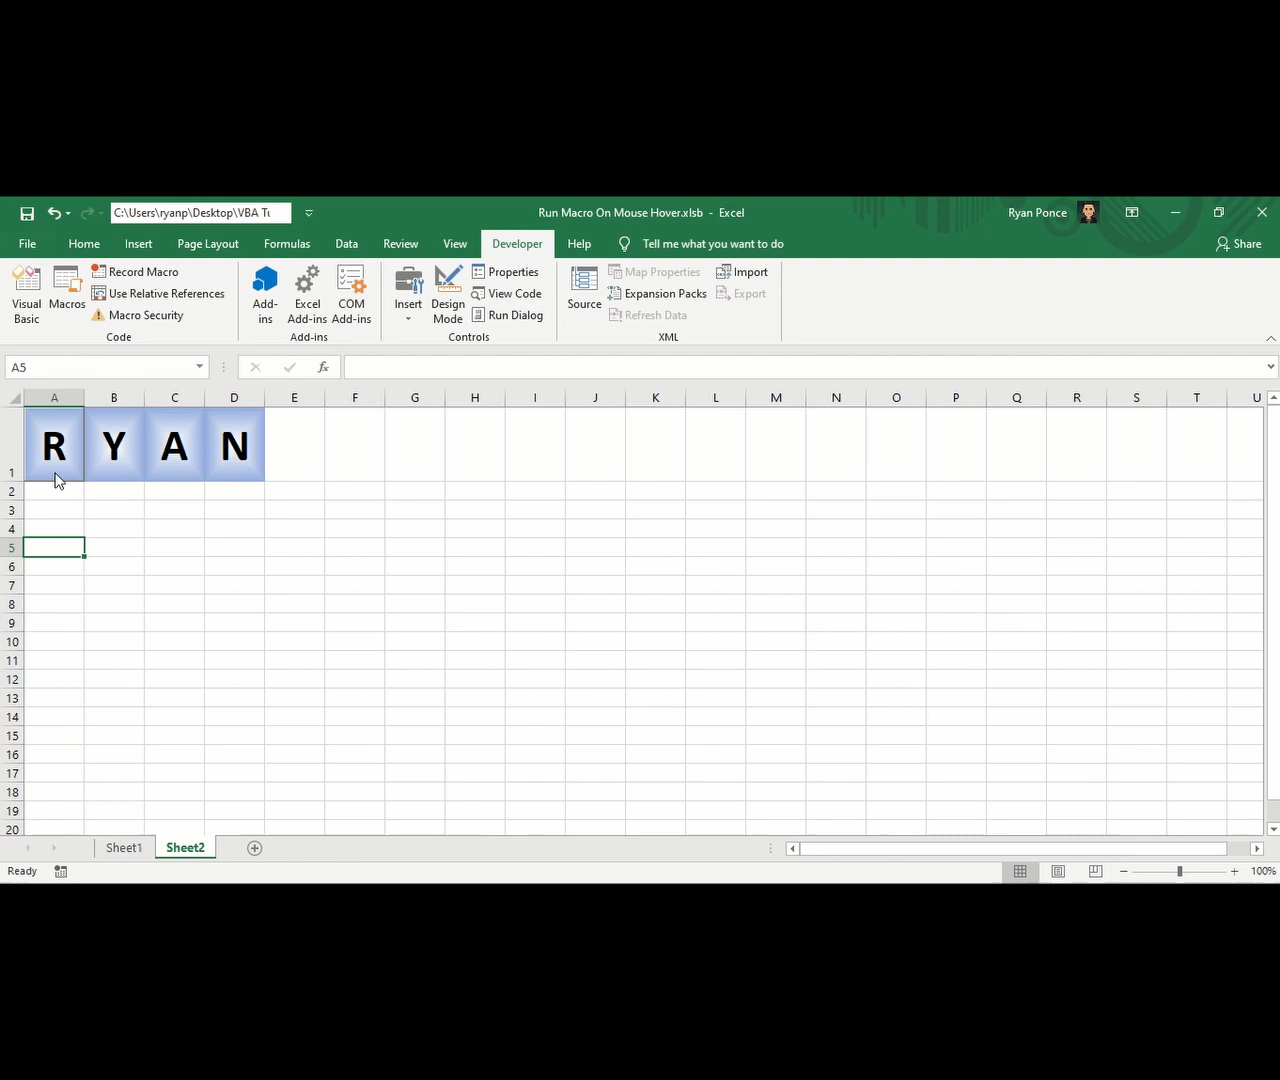 C:\Users\ryanp\Desktop\VBA Tu
Run Macro On Mouse Hover.xlsb - Excel
Ryan Ponce
File Home Insert Page Layout Formulas Data Review View Developer Help Tell me what you want to do Share
Visual Basic
Macros
Record Macro
Use Relative References
Macro Security
Code
Add-ins
Excel Add-ins
COM Add-ins
Add-ins
Insert
Design Mode
Properties
View Code
Run Dialog
Controls
Source
Map Properties
Expansion Packs
Refresh Data
Import
Export
XML
A5
fx
A B C D E F G H I J K L M N O P Q R S T U
R Y A N
1
2
3
4
5
6
7
8
9
10
11
12
13
14
15
16
17
18
19
20
Sheet1 Sheet2
Ready
100%